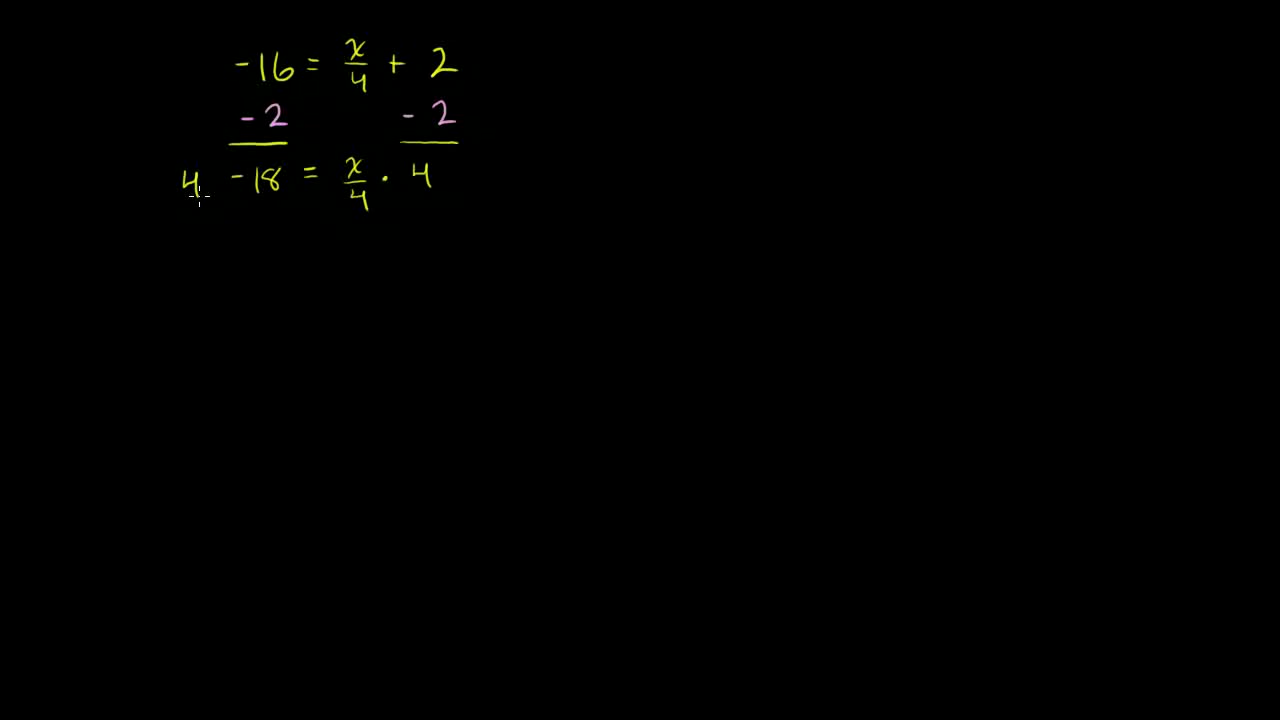 -16 = x/4 + 2
-2 - 2
4 -18 = x/4 · 4